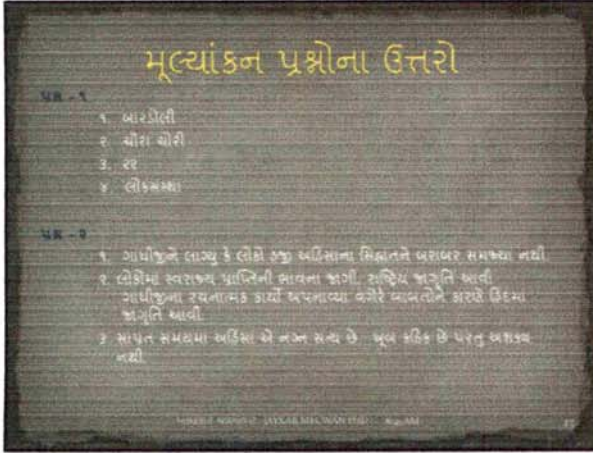 મૂલ્યાંકન પ્રશ્નોના ઉત્તરો
પ્રશ્ન - ૧
૧. બારડોલી
૨. ચૌરા ચોરી
૩. ૨૨
૪. લોકસંસ્થા
પ્રશ્ન - ૨
૧. ગાંધીજીને લાગ્યુ કે લોકો હજી અહિંસાના સિદ્ધાતને બરાબર સમજ્યા નથી.
૨. લોકોમાં સ્વરાજ્ય પ્રાપ્તિની ભાવના જાગી, રાષ્ટ્રિય જાગૃતિ આવી.
ગાંધીજીના રચનાત્મક કાર્યો અપનાવ્યા વગેરે બાબતોને કારણે હિંદમાં
જાગૃતિ આવી.
૩. સાંપ્રત સમયમા અહિંસા એ નગ્ન સત્ય છે. ખૂબ કઠિન છે પરંતુ અશક્ય
નથી.